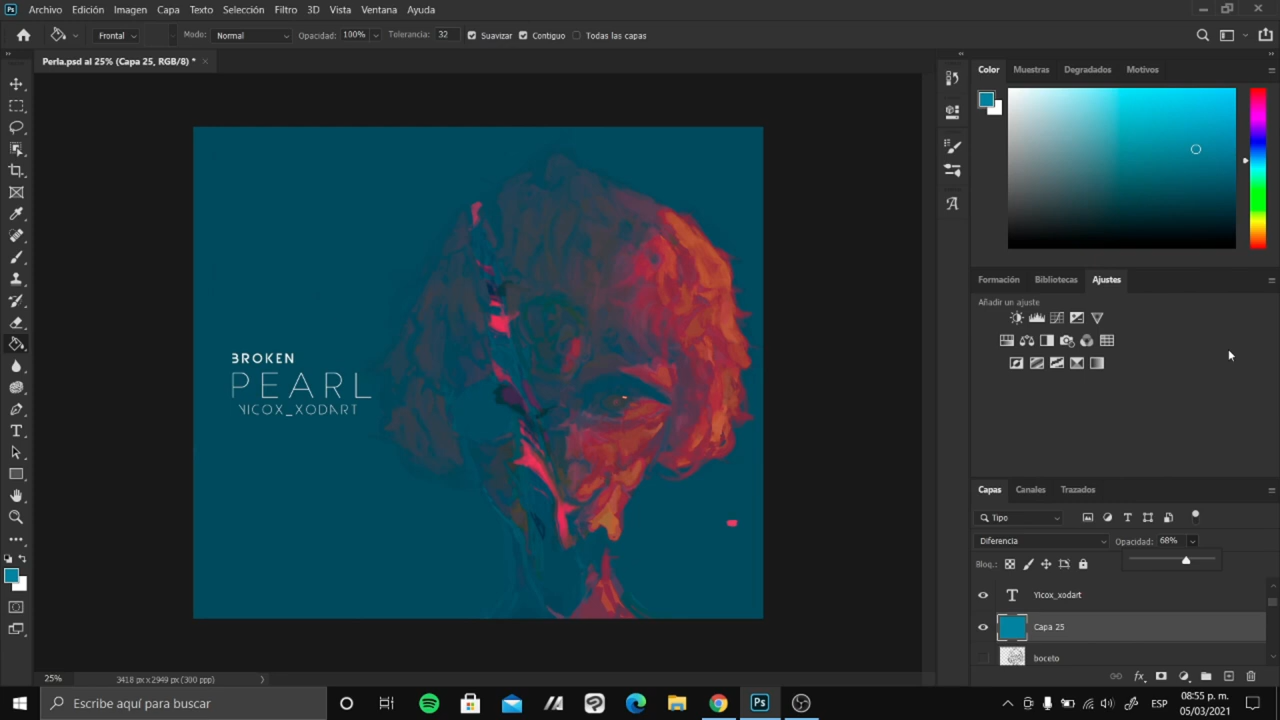 Archivo Edición Imagen Capa Texto Selección Filtro 3D Vista Ventana Ayuda
Frontal Modo: Normal Opacidad: 100% Tolerancia: 32 Suavizar Contiguo Todas las capas
Perla.psd al 25% (Capa 25, RGB/8) *
Color Muestras Degradados Motivos
Formación Bibliotecas Ajustes
Añadir un ajuste
BROKEN
PEARL
YICOX_XODART
Capas Canales Trazados
Tipo
Diferencia Opacidad: 68%
Bloq.:
Yicox_xodart
Capa 25
boceto
25% 3418 px x 2949 px (300 ppp)
Escribe aquí para buscar
ESP
08:55 p. m.
05/03/2021